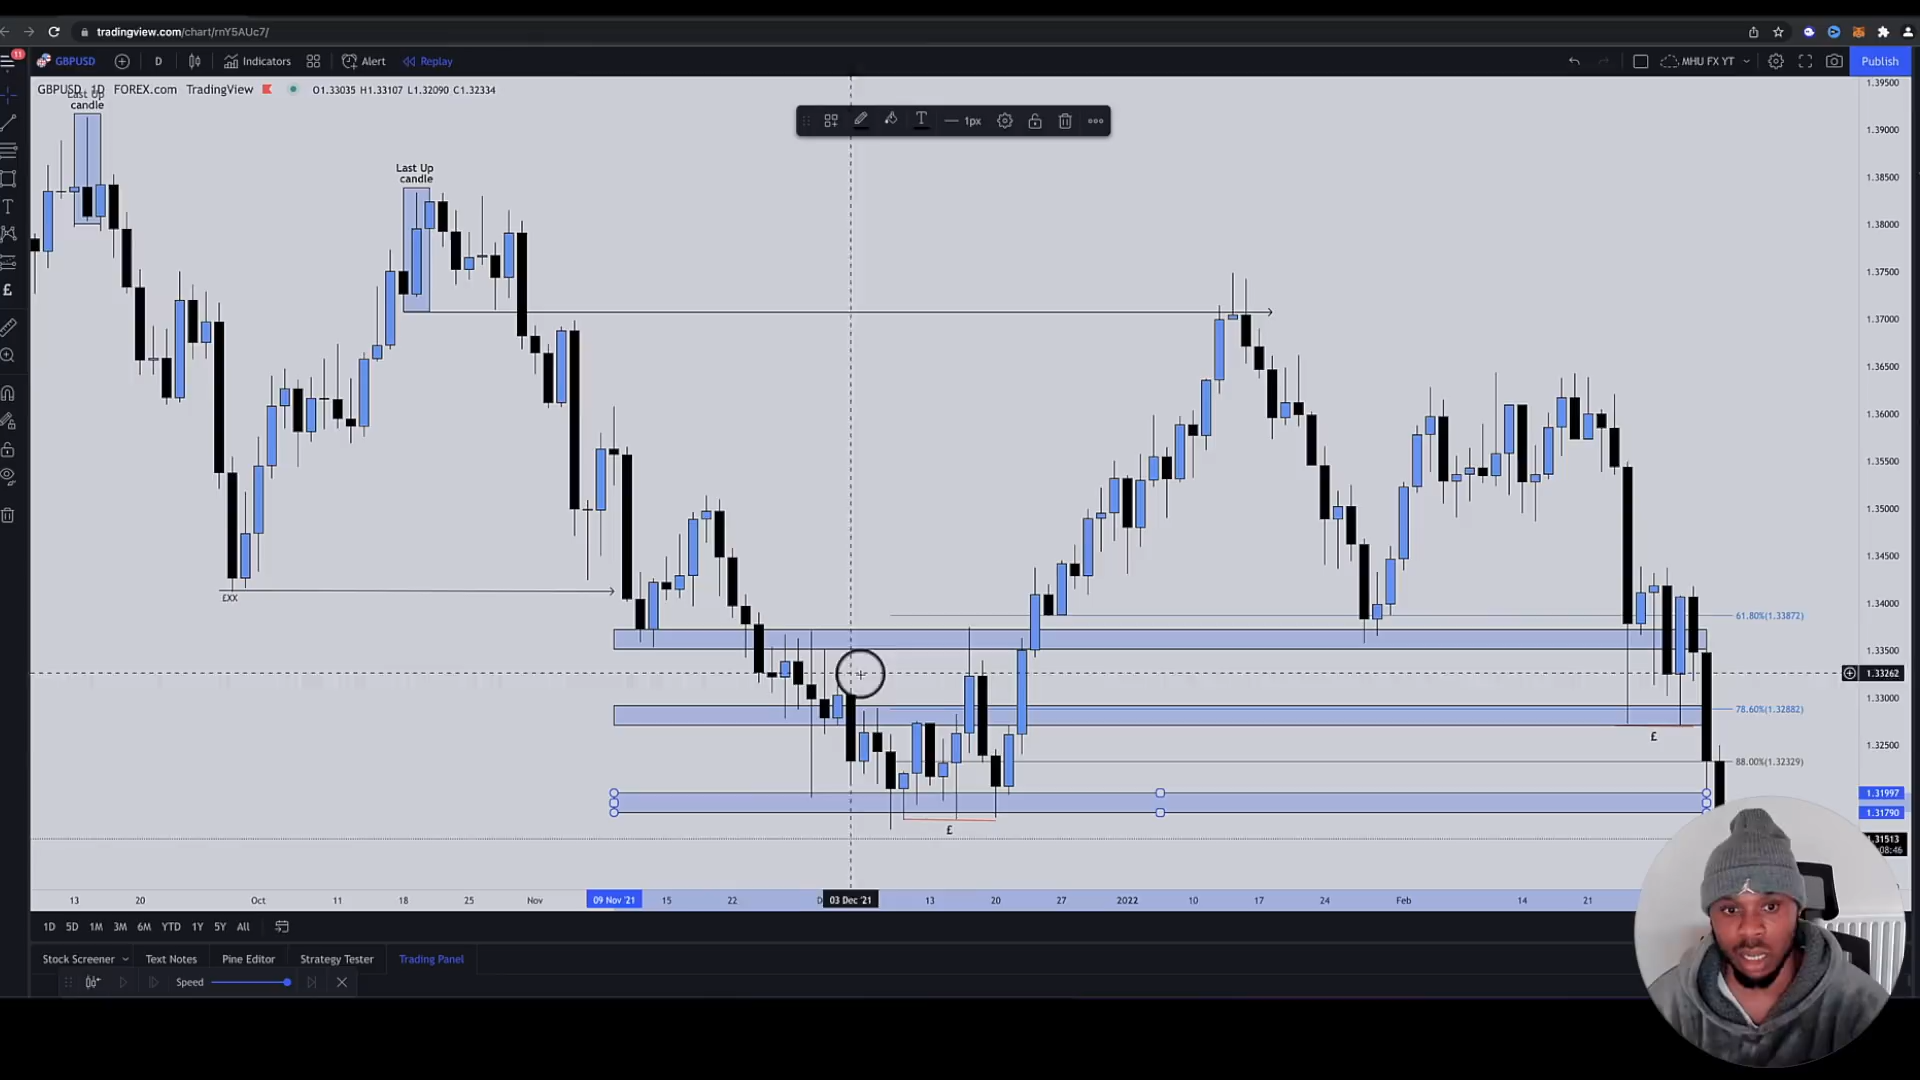 tradingview.com/chart/rnY5AUc7/
11
GBPUSD
D
Indicators
Alert
Replay
MHU FX YT
Publish
GBPUSD 1D FOREX.com TradingView O1.33035 H1.33107 L1.32090 C1.32334
Last Up
candle
T 1px
Last Up
candle
£XX
£
£
61.80%(1.33872)
78.60%(1.32882)
88.00%(1.32329)
1.39500
1.39000
1.38500
1.38000
1.37500
1.37000
1.36500
1.36000
1.35500
1.35000
1.34500
1.34000
1.33500
1.33262
1.33000
1.32500
1.31997
1.31790
1.31513
08:46
13 20 Oct 11 18 25 Nov 09 Nov '21 15 22 D 03 Dec '21 13 20 27 2022 10 17 24 Feb 14 21
1D 5D 1M 3M 6M YTD 1Y 5Y All
Stock Screener Text Notes Pine Editor Strategy Tester Trading Panel
Speed